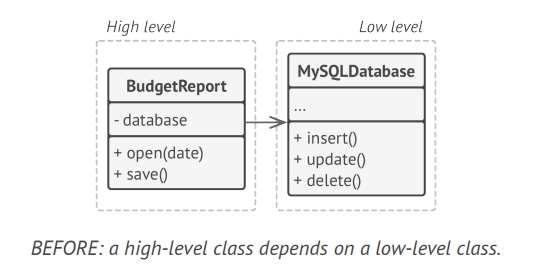 High level
Low level
BudgetReport
- database
+ open(date)
+ save()
MySQLDatabase
...
+ insert()
+ update()
+ delete()
BEFORE: a high-level class depends on a low-level class.